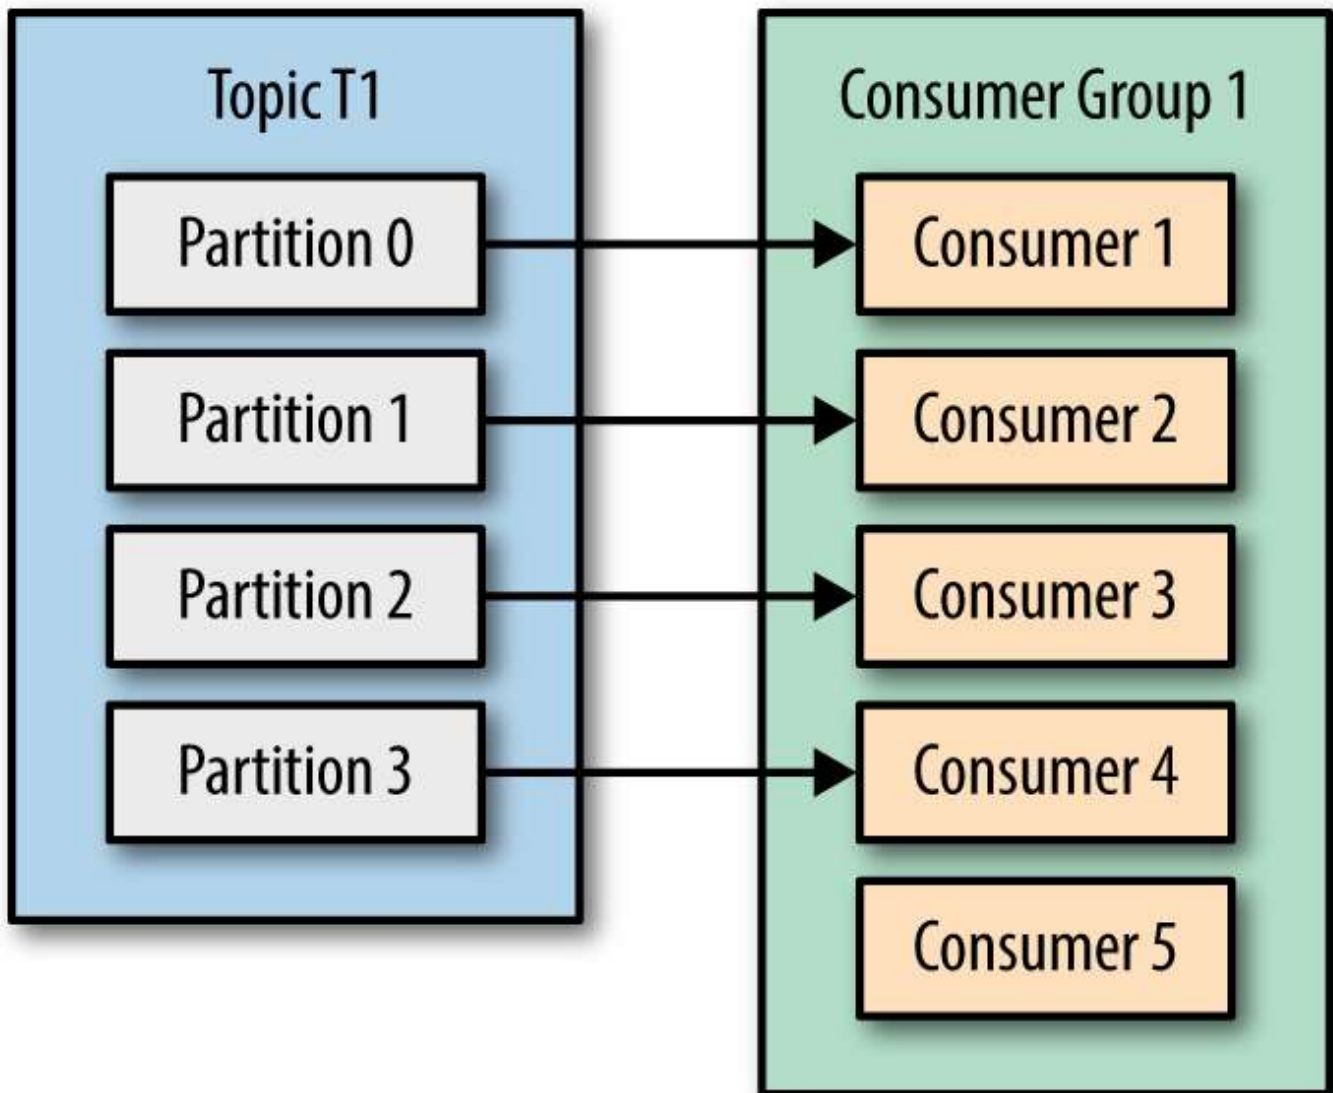 Topic T1
Partition 0
Partition 1
Partition 2
Partition 3
Consumer Group 1
Consumer 1
Consumer 2
Consumer 3
Consumer 4
Consumer 5